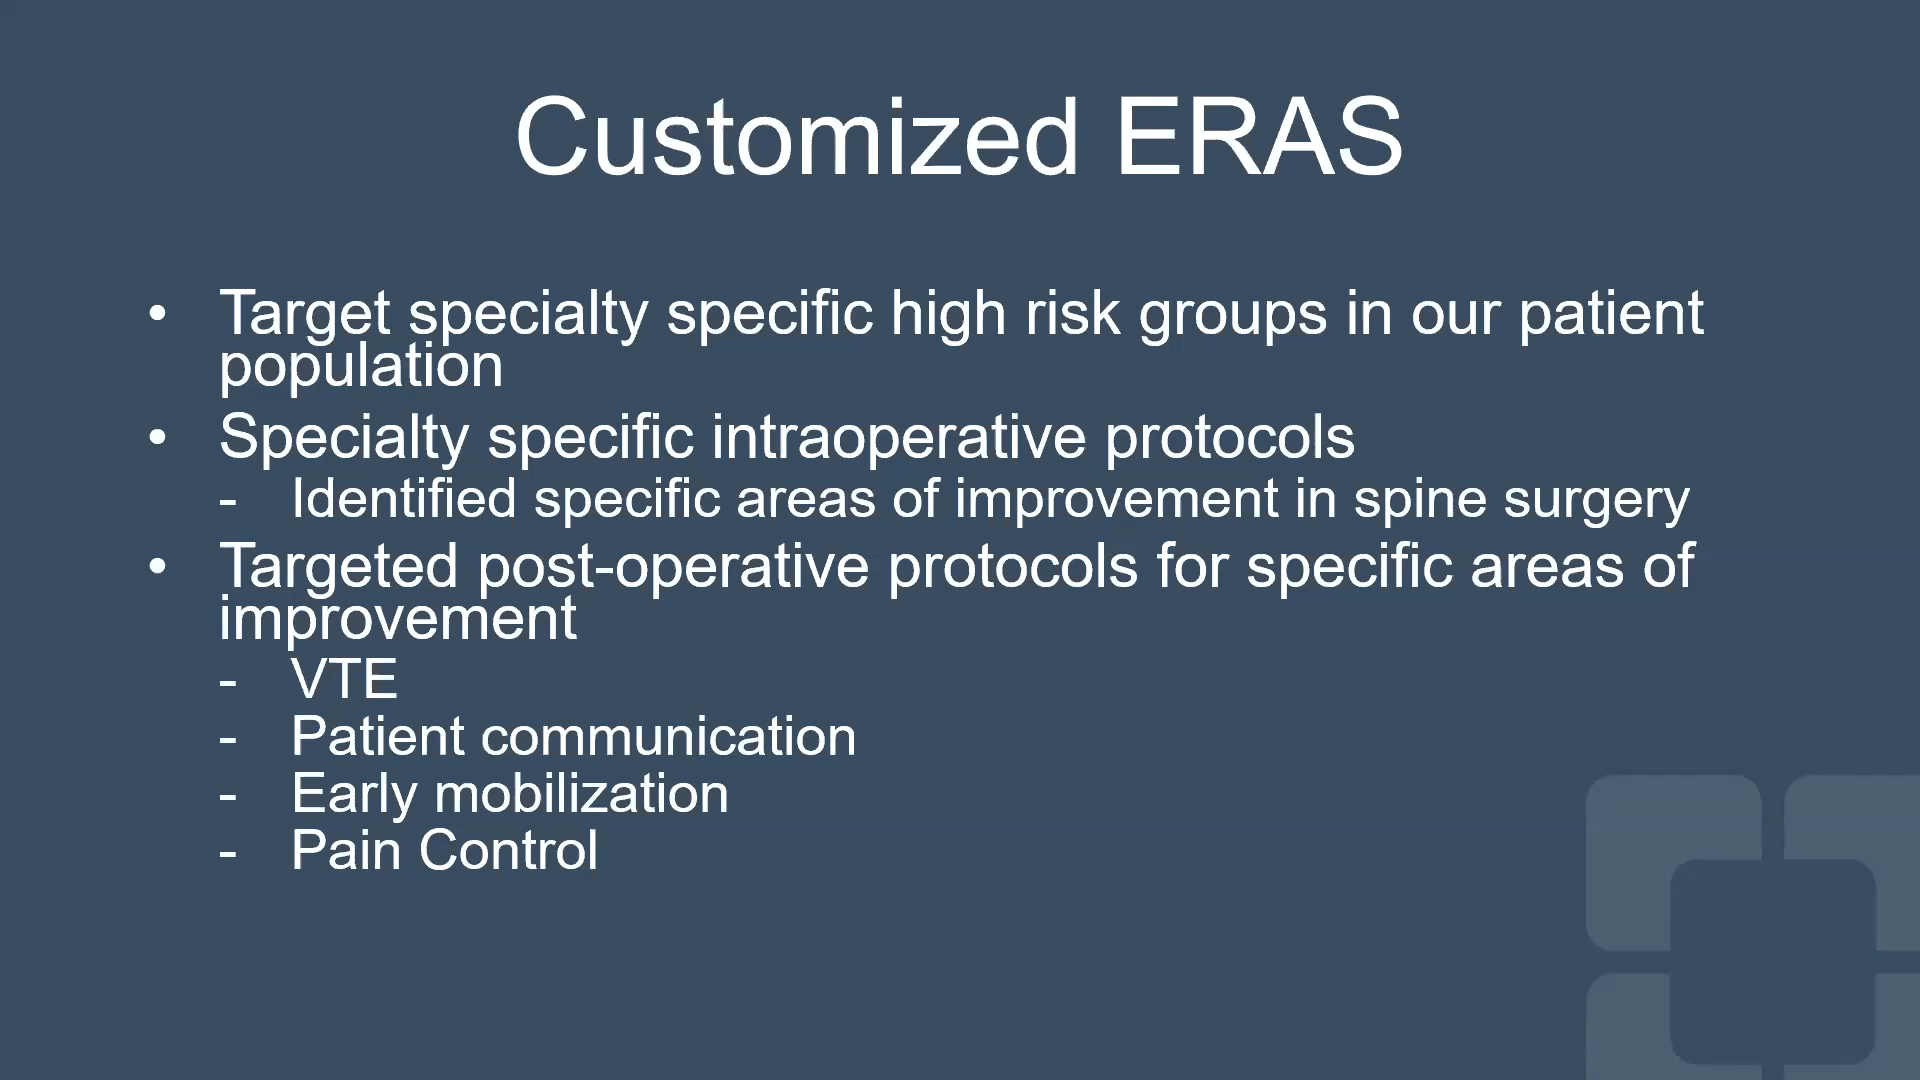 Customized ERAS
• Target specialty specific high risk groups in our patient
population
• Specialty specific intraoperative protocols
- Identified specific areas of improvement in spine surgery
• Targeted post-operative protocols for specific areas of
improvement
- VTE
- Patient communication
- Early mobilization
- Pain Control